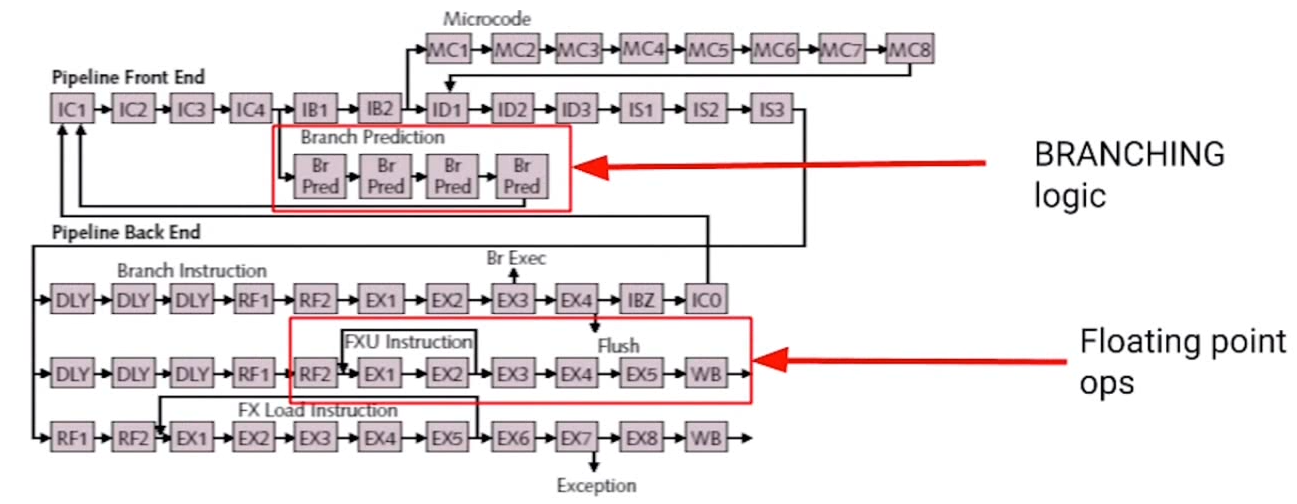 Microcode
MC1 MC2 MC3 MC4 MC5 MC6 MC7 MC8
Pipeline Front End
IC1 IC2 IC3 IC4 IB1 IB2 ID1 ID2 ID3 IS1 IS2 IS3
Branch Prediction
Br Pred Br Pred Br Pred Br Pred
BRANCHING
logic
Pipeline Back End
Br Exec
Branch Instruction
DLY DLY DLY RF1 RF2 EX1 EX2 EX3 EX4 IBZ IC0
FXU Instruction
Flush
DLY DLY DLY RF1 RF2 EX1 EX2 EX3 EX4 EX5 WB
Floating point
ops
FX Load Instruction
RF1 RF2 EX1 EX2 EX3 EX4 EX5 EX6 EX7 EX8 WB
Exception